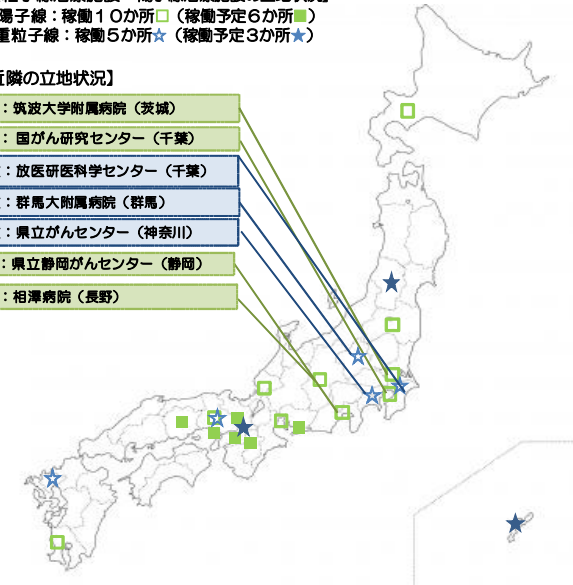 陽子線：稼働１０か所□（稼働予定６か所■）
重粒子線：稼働５か所☆（稼働予定３か所★）
隣の立地状況】
：筑波大学附属病院（茨城）
：国がん研究センター（千葉）
：放医研医科学センター（千葉）
：群馬大附属病院（群馬）
：県立がんセンター（神奈川）
：県立静岡がんセンター（静岡）
：相澤病院（長野）